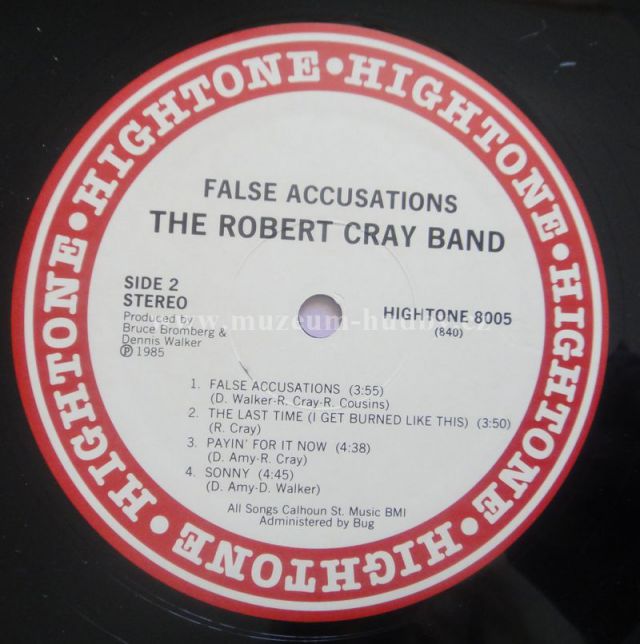 HIGHTONE • HIGHTONE • HIGHTONE • HIGHTONE • HIGHTONE • HIGHTONE • HIGHTONE •
FALSE ACCUSATIONS
THE ROBERT CRAY BAND
SIDE 2
STEREO
Produced by
Bruce Bromberg &
Dennis Walker
Ⓟ 1985
HIGHTONE 8005
(840)
www.muzeum-hudby.cz
1. FALSE ACCUSATIONS (3:55)
(D. Walker-R. Cray-R. Cousins)
2. THE LAST TIME (I GET BURNED LIKE THIS) (3:50)
(R. Cray)
3. PAYIN' FOR IT NOW (4:38)
(D. Amy-R. Cray)
4. SONNY (4:45)
(D. Amy-D. Walker)
All Songs Calhoun St. Music BMI
Administered by Bug